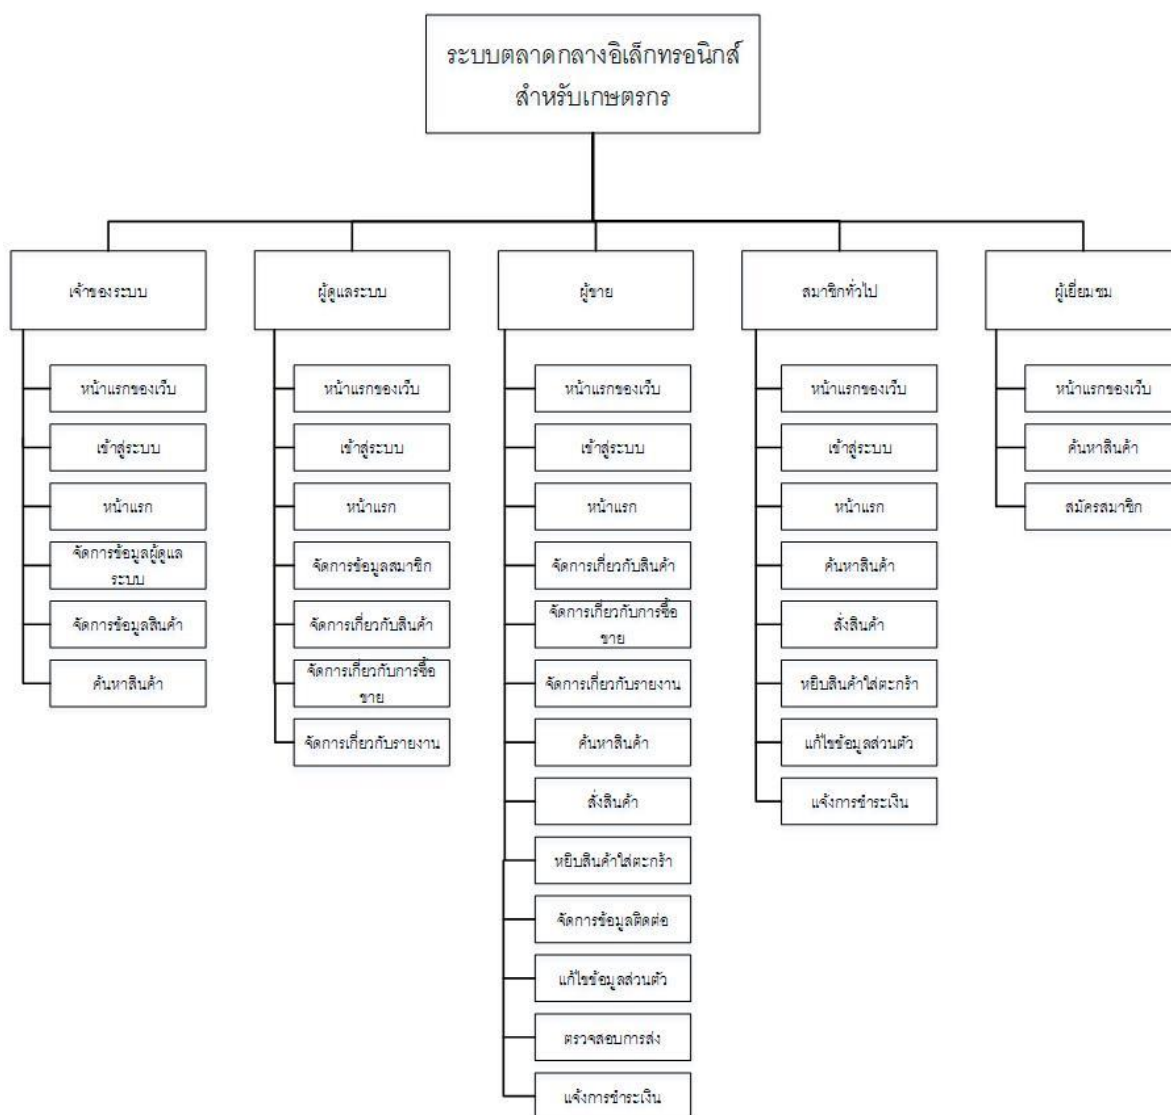 ระบบตลาดกลางอิเล็กทรอนิกส์
สำหรับเกษตรกร
เจ้าของระบบ
หน้าแรกของเว็บ
เข้าสู่ระบบ
หน้าแรก
จัดการข้อมูลผู้ดูแล
ระบบ
จัดการข้อมูลสินค้า
ค้นหาสินค้า
ผู้ดูแลระบบ
หน้าแรกของเว็บ
เข้าสู่ระบบ
หน้าแรก
จัดการข้อมูลสมาชิก
จัดการเกี่ยวกับสินค้า
จัดการเกี่ยวกับการซื้อ
ขาย
จัดการเกี่ยวกับรายงาน
ผู้ขาย
หน้าแรกของเว็บ
เข้าสู่ระบบ
หน้าแรก
จัดการเกี่ยวกับสินค้า
จัดการเกี่ยวกับการซื้อ
ขาย
จัดการเกี่ยวกับรายงาน
ค้นหาสินค้า
สั่งสินค้า
หยิบสินค้าใส่ตะกร้า
จัดการข้อมูลติดต่อ
แก้ไขข้อมูลส่วนตัว
ตรวจสอบการส่ง
แจ้งการชำระเงิน
สมาชิกทั่วไป
หน้าแรกของเว็บ
เข้าสู่ระบบ
หน้าแรก
ค้นหาสินค้า
สั่งสินค้า
หยิบสินค้าใส่ตะกร้า
แก้ไขข้อมูลส่วนตัว
แจ้งการชำระเงิน
ผู้เยี่ยมชม
หน้าแรกของเว็บ
ค้นหาสินค้า
สมัครสมาชิก